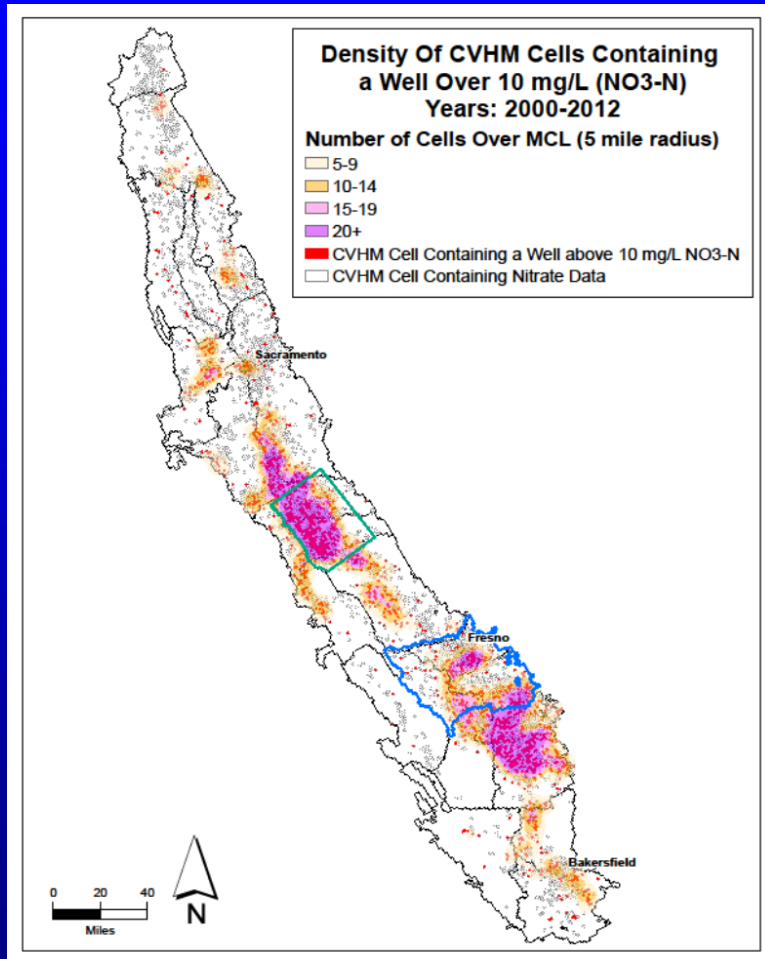 Density Of CVHM Cells Containing
a Well Over 10 mg/L (NO3-N)
Years: 2000-2012
Number of Cells Over MCL (5 mile radius)
5-9
10-14
15-19
20+
CVHM Cell Containing a Well above 10 mg/L NO3-N
CVHM Cell Containing Nitrate Data
Sacramento
Fresno
Bakersfield
0 20 40
Miles
N